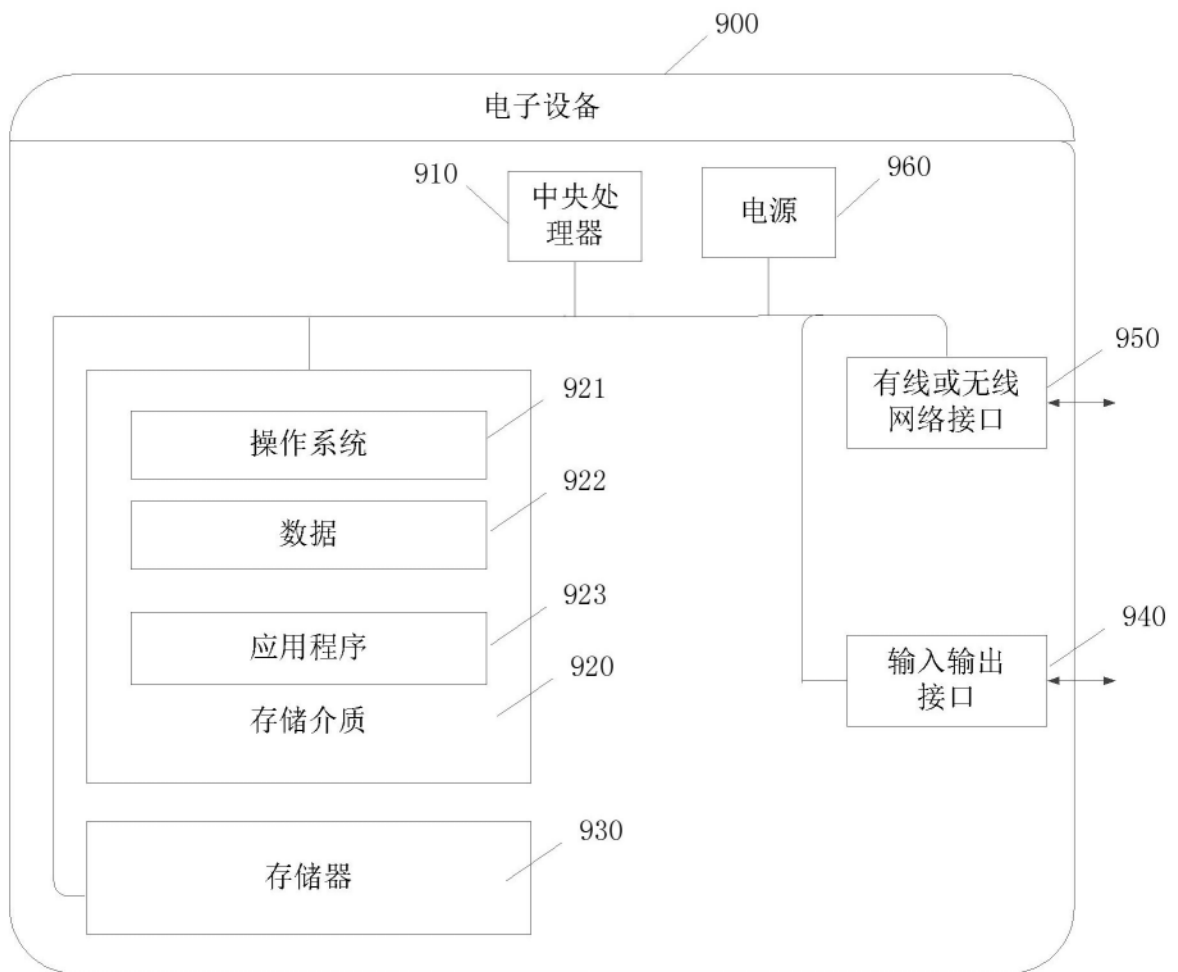 900
电子设备
910
中央处
理器
960
电源
950
有线或无线
网络接口
921
操作系统
922
数据
923
应用程序
920
存储介质
940
输入输出
接口
930
存储器